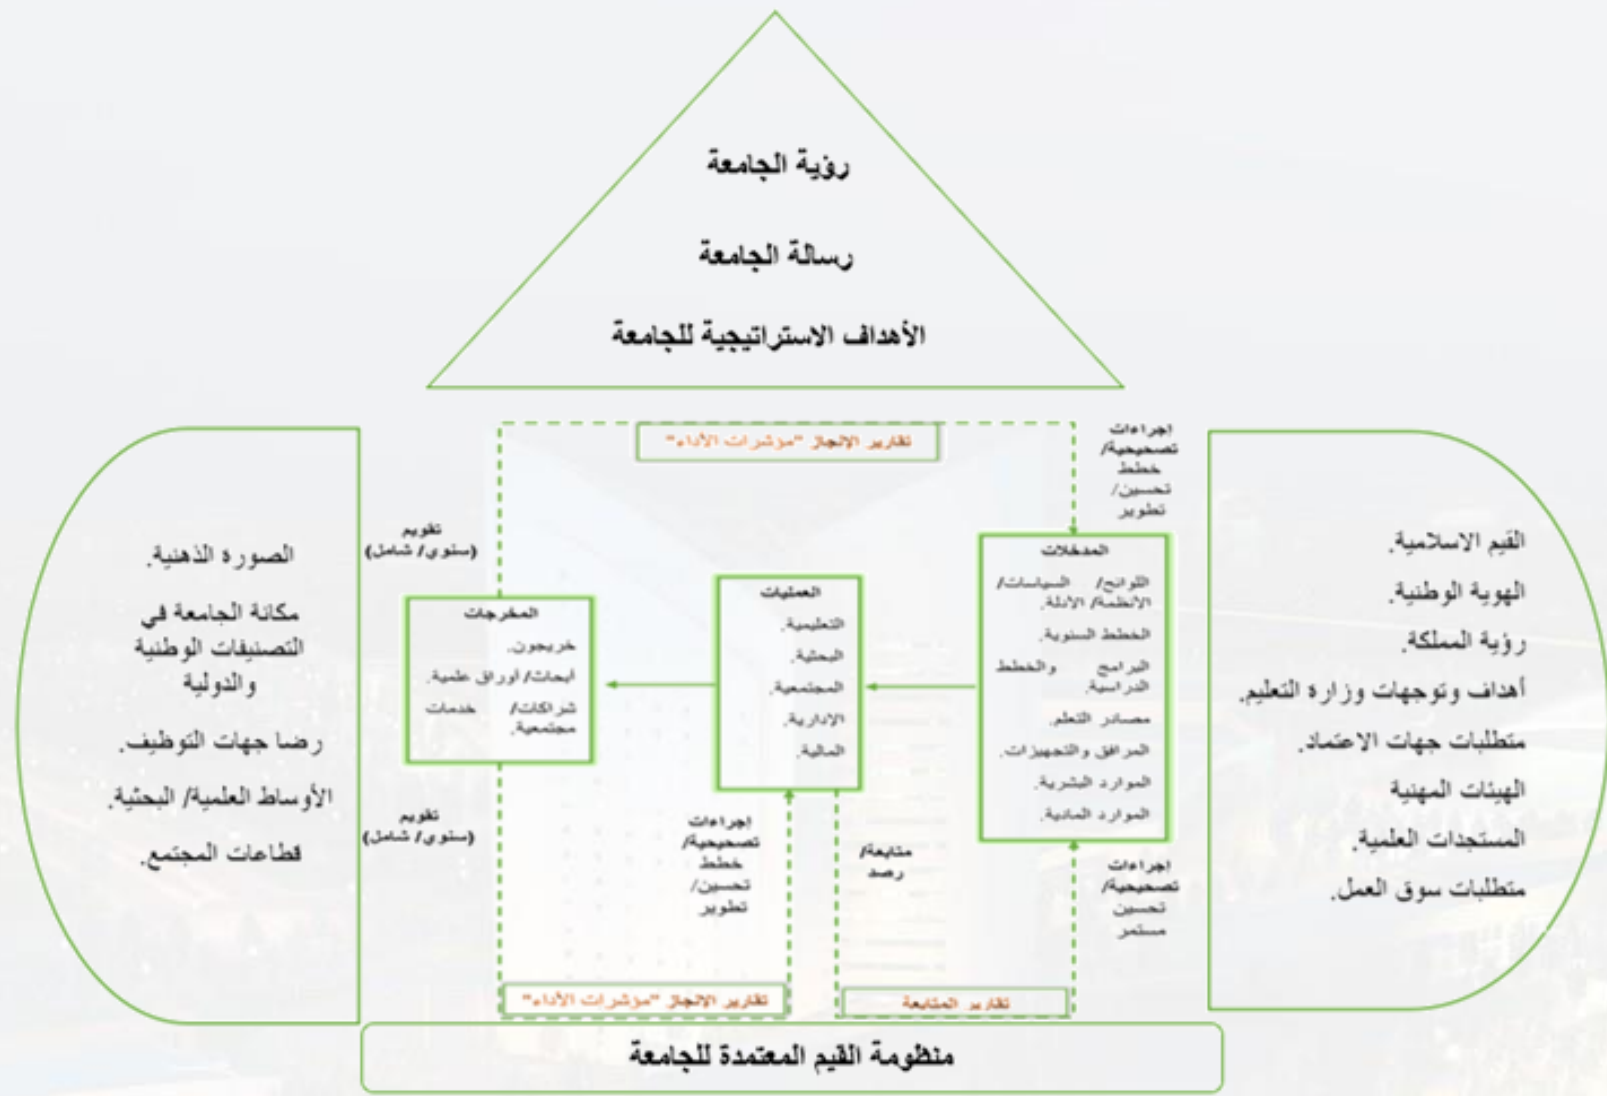 رؤية الجامعة
رسالة الجامعة
الأهداف الاستراتيجية للجامعة
القيم الاسلامية.
الهوية الوطنية.
رؤية المملكة.
أهداف وتوجهات وزارة التعليم.
متطلبات جهات الاعتماد.
الهيئات المهنية
المستجدات العلمية.
متطلبات سوق العمل.
إجراءات
تصحيحية/
خطط
تحسين/
تطوير
تقارير الإنجاز "مؤشرات الأداء"
المدخلات
اللوائح/ السياسات/
الأنظمة/ الأدلة.
الخطط السنوية.
البرامج والخطط
الدراسية.
مصادر التعلم.
المرافق والتجهيزات.
الموارد البشرية.
الموارد المادية.
إجراءات
تصحيحية/
تحسين
مستمر
العمليات
التعليمية.
البحثية.
المجتمعية.
الإدارية.
المالية.
متابعة/
رصد
تقارير المتابعة
إجراءات
تصحيحية/
خطط
تحسين/
تطوير
تقويم
(سنوي/ شامل)
المخرجات
خريجون.
أبحاث/ أوراق علمية.
شراكات/ خدمات
مجتمعية.
تقويم
(سنوي/ شامل)
تقارير الانجاز "مؤشرات الأداء"
الصورة الذهنية.
مكانة الجامعة في
التصنيفات الوطنية
والدولية
رضا جهات التوظيف.
الأوساط العلمية/ البحثية.
قطاعات المجتمع.
منظومة القيم المعتمدة للجامعة